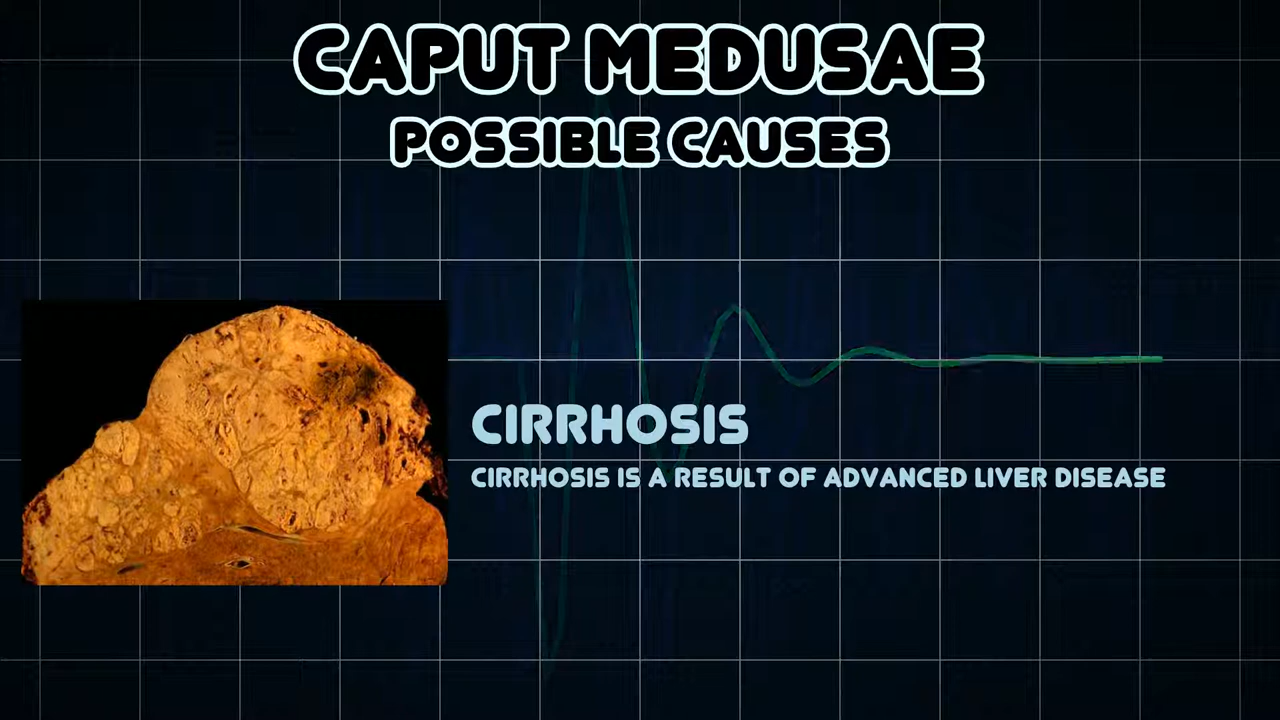 CAPUT MEDUSAE
POSSIBLE CAUSES
CIRRHOSIS
CIRRHOSIS IS A RESULT OF ADVANCED LIVER DISEASE